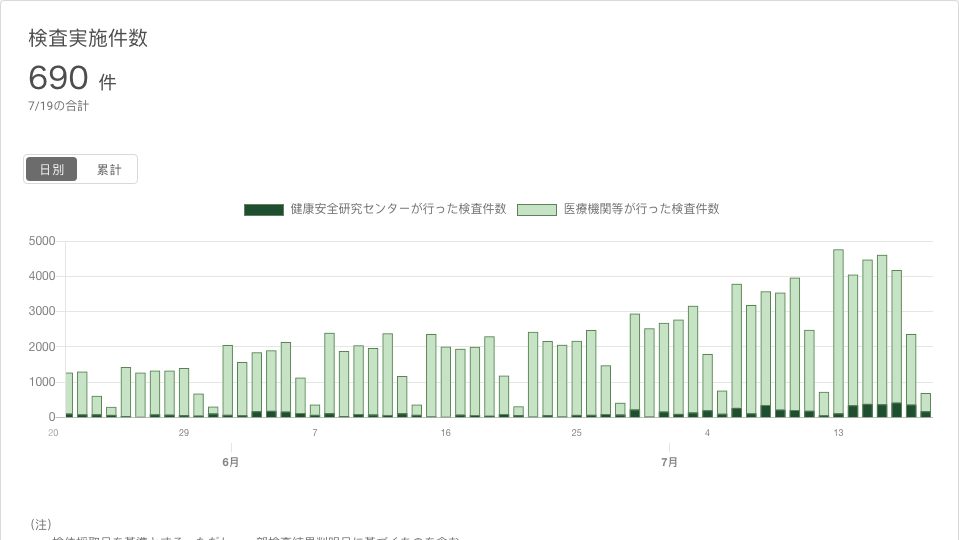 検査実施件数
690 件
7/19の合計
日別 累計
健康安全研究センターが行った検査件数 医療機関等が行った検査件数
5000
4000
3000
2000
1000
0
20 29 7 16 25 4 13
6月 7月
(注)